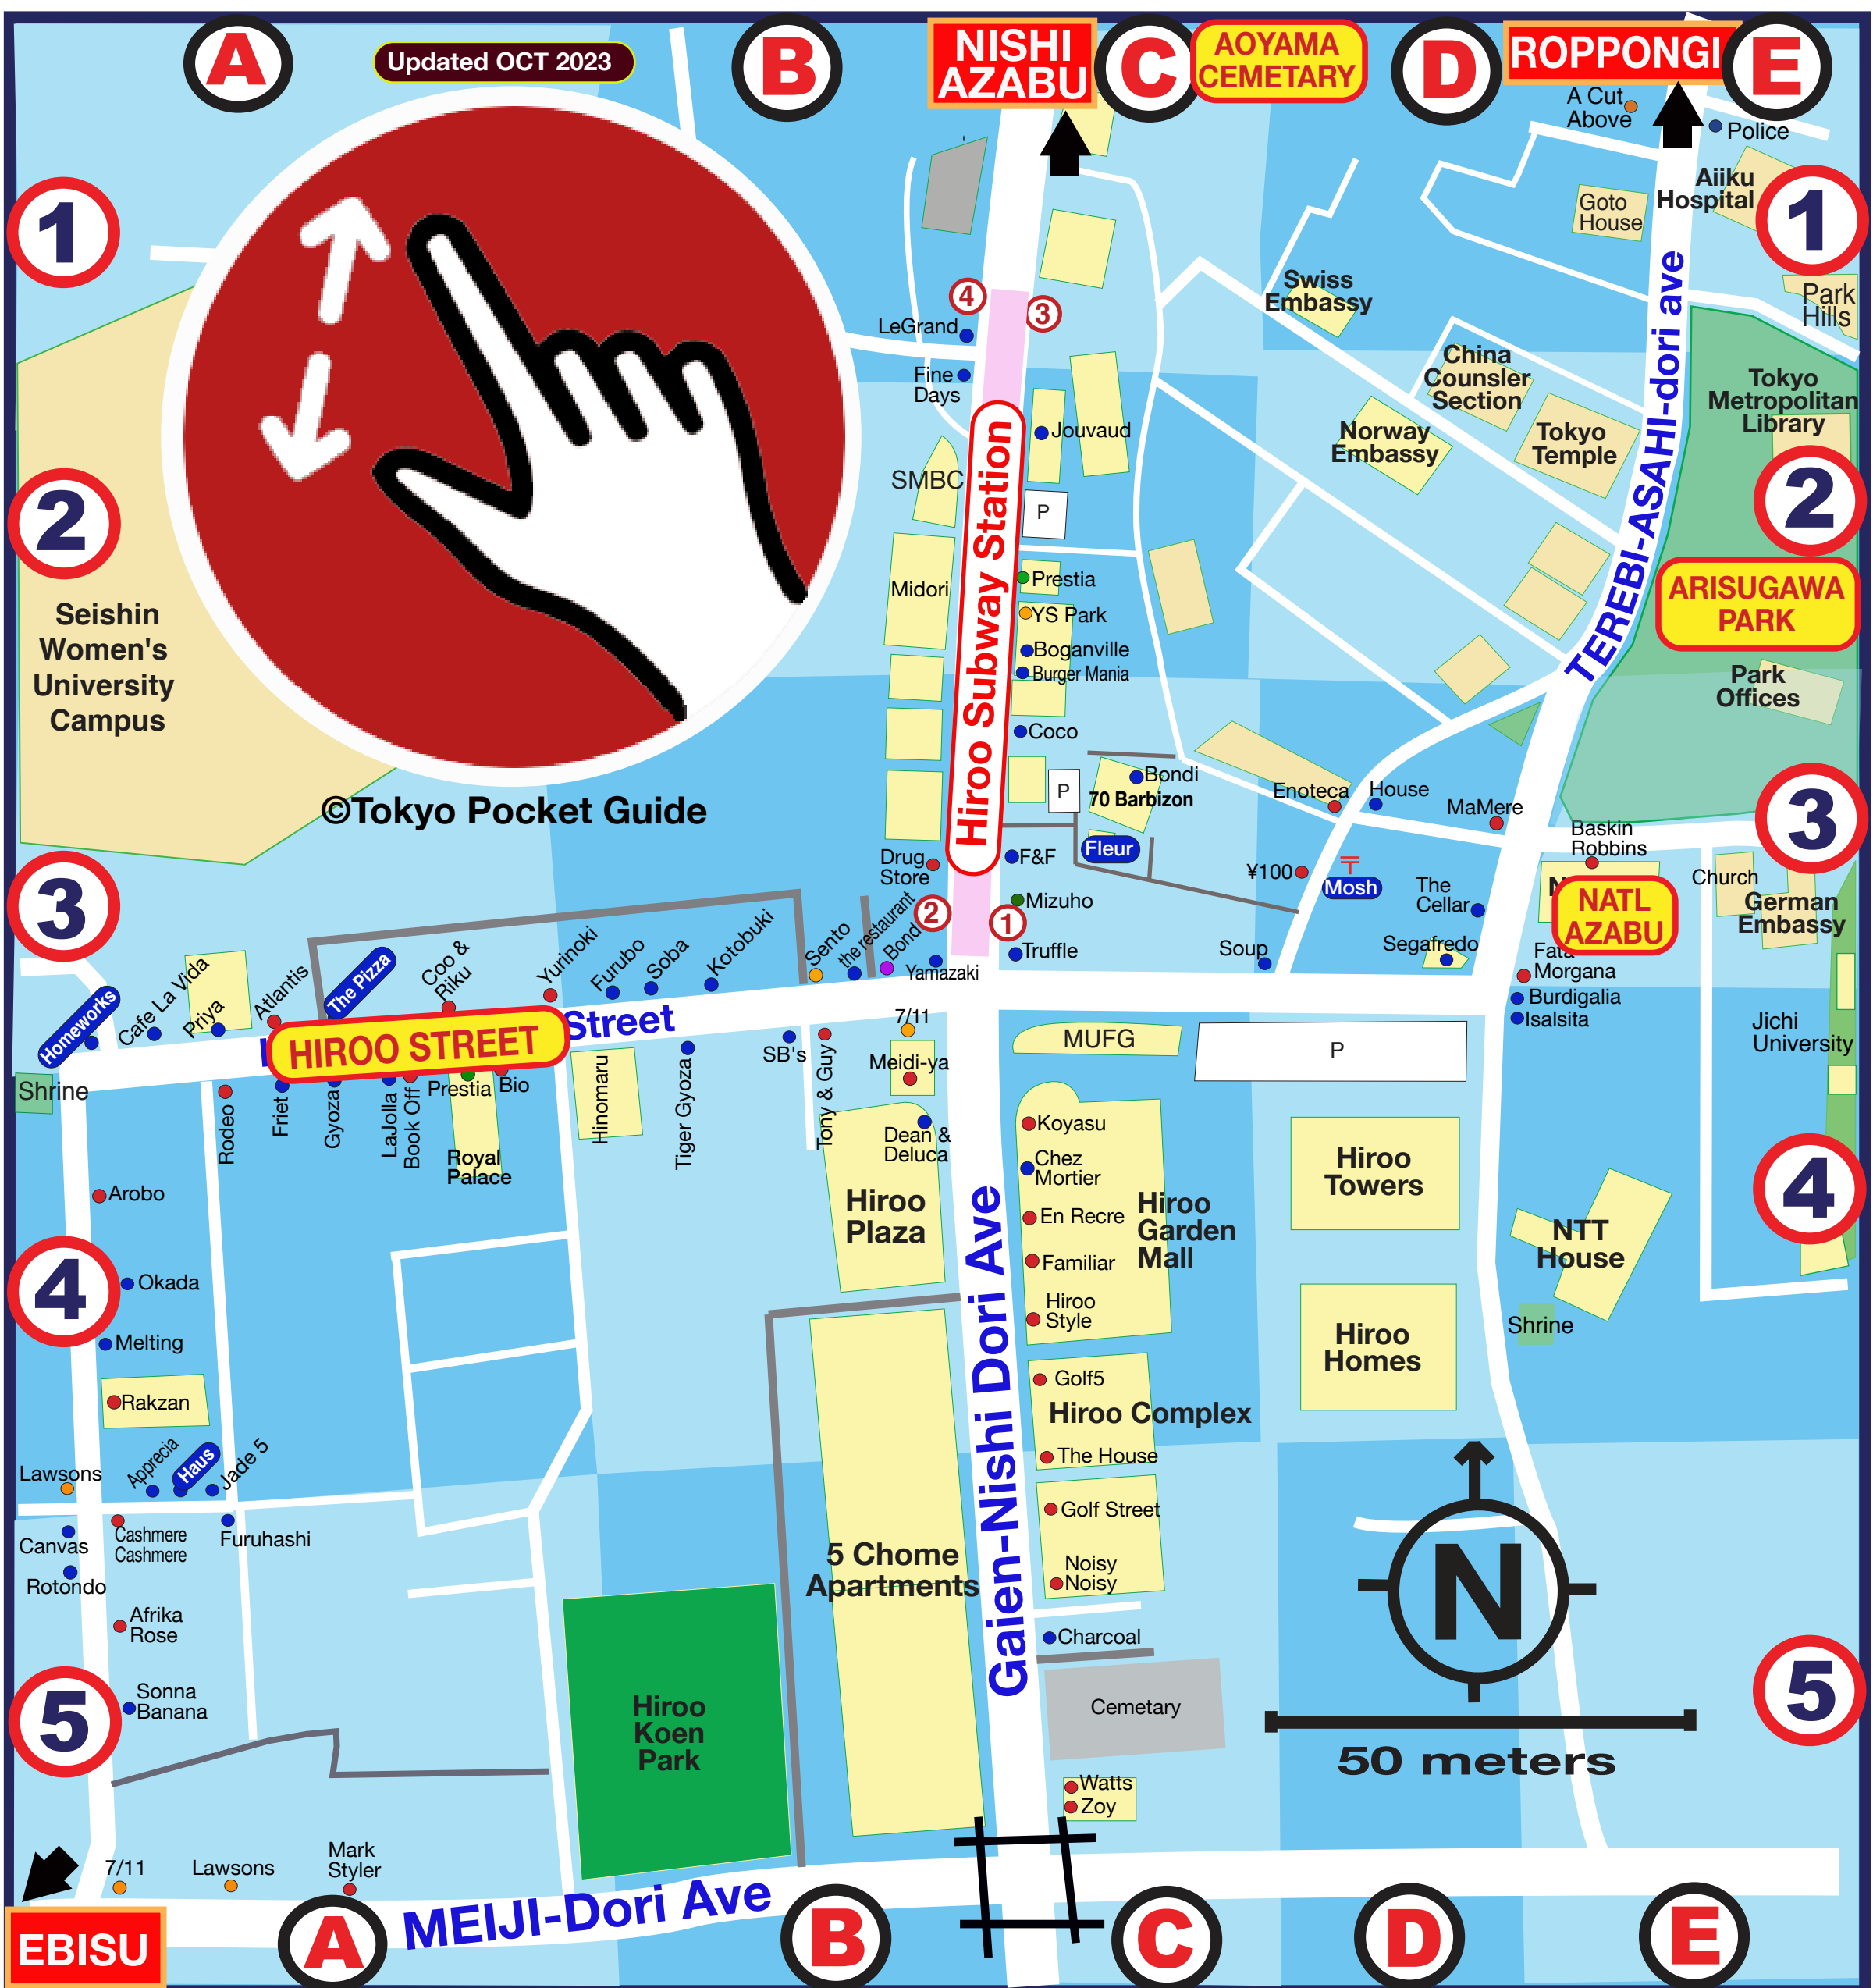 A
Updated OCT 2023
B
NISHI
AZABU
C
AOYAMA
CEMETARY
D
ROPPONGI
E
A Cut
Above
Police
1
Aiiku
Hospital
Goto
House
1
Swiss
Embassy
Park
Hills
4
3
LeGrand
Fine
Days
China
Counsler
Section
Tokyo
Metropolitan
Library
Jouvaud
Norway
Embassy
Tokyo
Temple
TEREBI-ASAHI-dori ave
SMBC
Hiroo Subway Station
P
2
2
Midori
Prestia
YS Park
Boganville
Burger Mania
ARISUGAWA
PARK
Seishin
Women's
University
Campus
Park
Offices
Coco
©Tokyo Pocket Guide
P
Bondi
70 Barbizon
Enoteca
House
MaMere
3
Baskin
Robbins
Drug
Store
F&F
Fleur
¥100
〒
Mosh
The
Cellar
N
NATL
AZABU
Church
German
Embassy
3
2
1
Mizuho
Truffle
Soup
Segafredo
Fata
Morgana
Burdigalia
Isalsita
Homeworks
Cafe La Vida
Priya
Atlantis
The Pizza
Coo &
Riku
Yurinoki
Furubo
Soba
Kotobuki
Sento
the restaurant
Bond
Yamazaki
HIROO STREET
Street
7/11
MUFG
P
Jichi
University
Shrine
Rodeo
Friet
Gyoza
LaJolla
Book Off
Prestia
Bio
Royal
Palace
Hinomaru
Tiger Gyoza
SB's
Tony & Guy
Meidi-ya
Dean &
Deluca
Koyasu
Chez
Mortier
En Recre
Familiar
Hiroo
Style
Hiroo
Garden
Mall
Hiroo
Towers
4
Arobo
Hiroo
Plaza
NTT
House
4
Okada
Melting
Rakzan
Gaien-Nishi Dori Ave
Hiroo
Homes
Shrine
Golf5
Hiroo Complex
The House
Lawsons
Apprecia
Haus
Jade 5
Canvas
Cashmere
Cashmere
Furuhashi
Golf Street
Rotondo
5 Chome
Apartments
Noisy
Noisy
N
Afrika
Rose
Charcoal
5
Sonna
Banana
Hiroo
Koen
Park
Cemetary
50 meters
5
Watts
Zoy
7/11
Lawsons
Mark
Styler
MEIJI-Dori Ave
EBISU
A
B
C
D
E